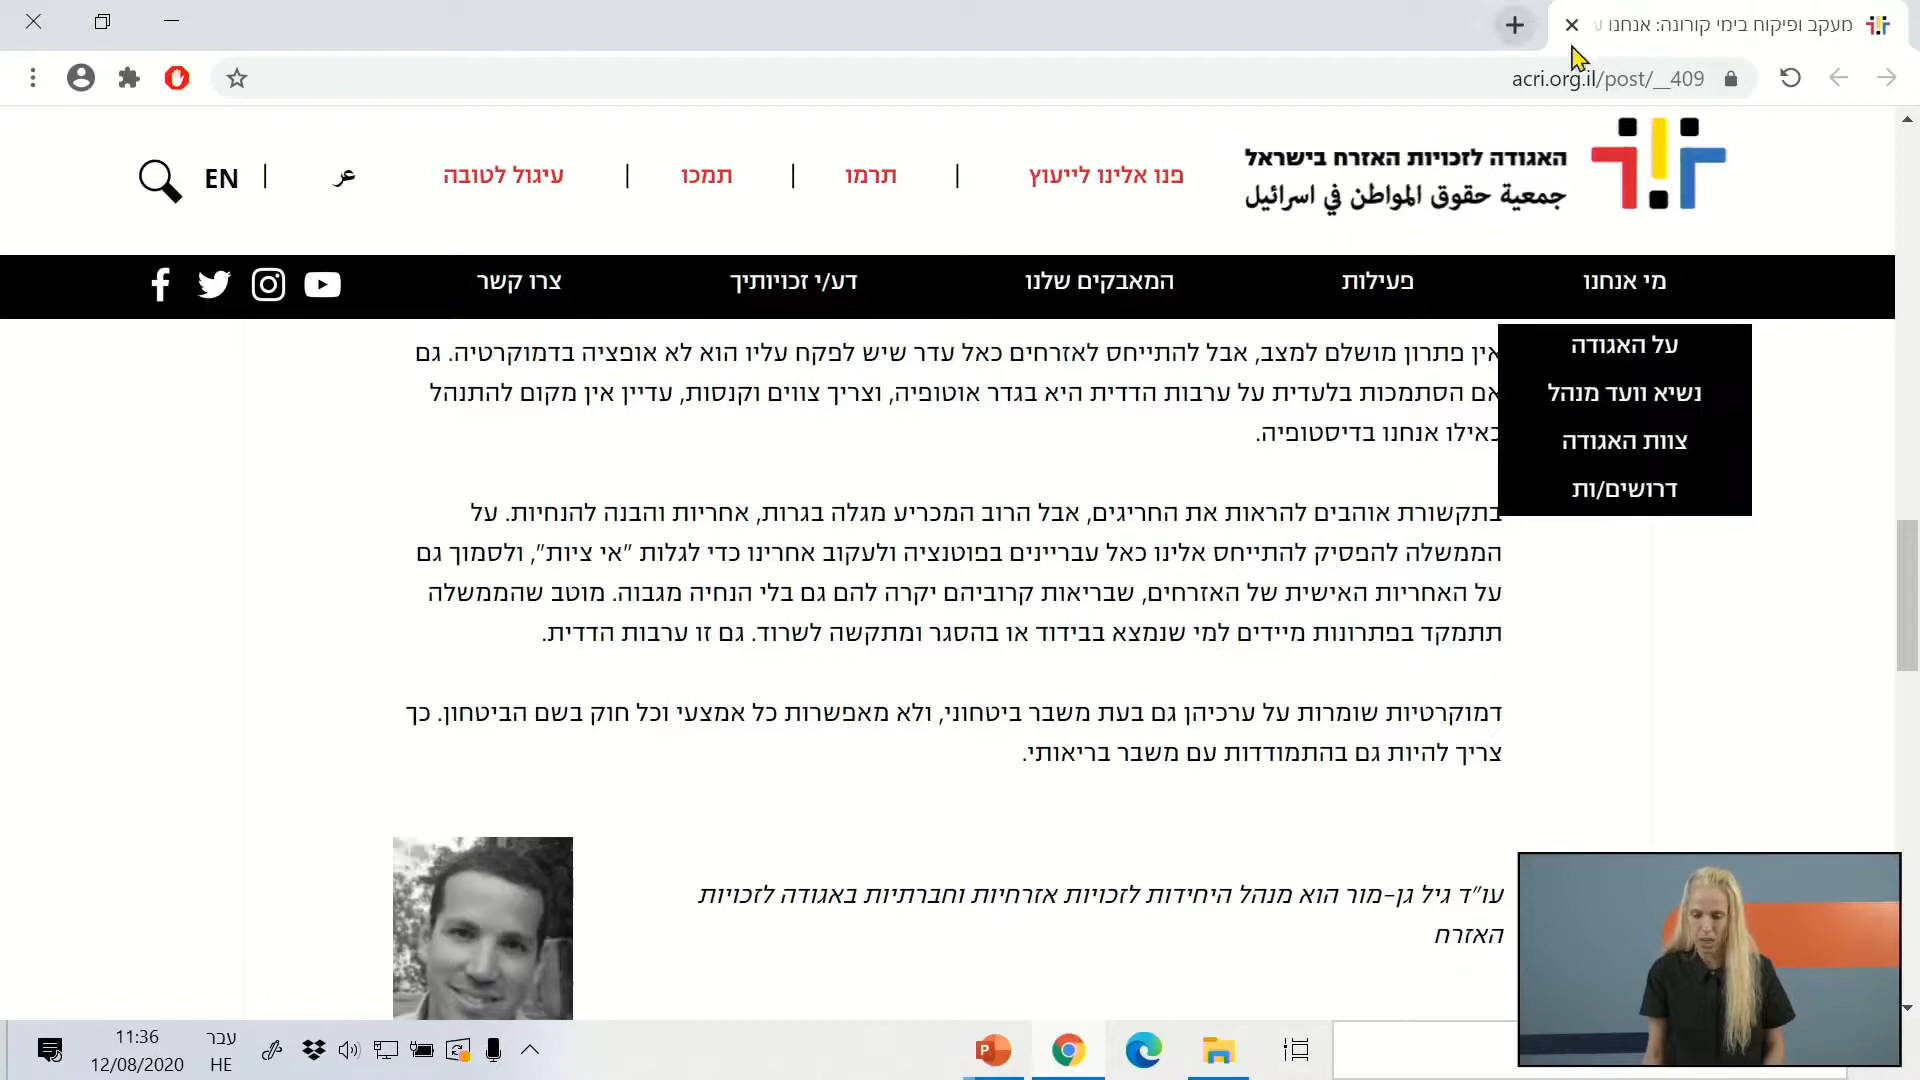 מעקב ופיקוח בימי קורונה: אנחנו ע
acri.org.il/post/__409
האגודה לזכויות האזרח בישראל
جمعية حقوق المواطن في اسرائيل
פנו אלינו לייעוץ | תרמו | תמכו | עיגול לטובה
عر | EN
מי אנחנו פעילות המאבקים שלנו דע/י זכויותיך צרו קשר
על האגודה
נשיא וועד מנהל
צוות האגודה
דרושים/ות
אין פתרון מושלם למצב, אבל להתייחס לאזרחים כאל עדר שיש לפקח עליו הוא לא אופציה בדמוקרטיה. גם
אם הסתמכות בלעדית על ערבות הדדית היא בגדר אוטופיה, וצריך צווים וקנסות, עדיין אין מקום להתנהל
כאילו אנחנו בדיסטופיה.
בתקשורת אוהבים להראות את החריגים, אבל הרוב המכריע מגלה בגרות, אחריות והבנה להנחיות. על
הממשלה להפסיק להתייחס אלינו כאל עבריינים בפוטנציה ולעקוב אחרינו כדי לגלות "אי ציות", ולסמוך גם
על האחריות האישית של האזרחים, שבריאות קרוביהם יקרה להם גם בלי הנחיה מגבוה. מוטב שהממשלה
תתמקד בפתרונות מיידים למי שנמצא בבידוד או בהסגר ומתקשה לשרוד. גם זו ערבות הדדית.
דמוקרטיות שומרות על ערכיהן גם בעת משבר ביטחוני, ולא מאפשרות כל אמצעי וכל חוק בשם הביטחון. כך
צריך להיות גם בהתמודדות עם משבר בריאותי.
עו"ד גיל גן-מור הוא מנהל היחידות לזכויות אזרחיות וחברתיות באגודה לזכויות
האזרח
עבר
HE
11:36
12/08/2020